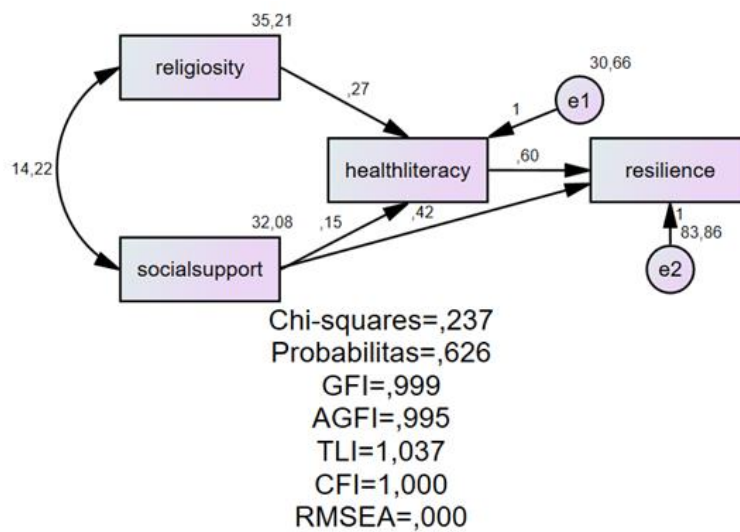 35,21
religiosity
,27
30,66
e1
1
14,22
healthliteracy
,60
resilience
32,08
,15
,42
socialsupport
1
83,86
e2
Chi-squares=,237
Probabilitas=,626
GFI=,999
AGFI=,995
TLI=1,037
CFI=1,000
RMSEA=,000